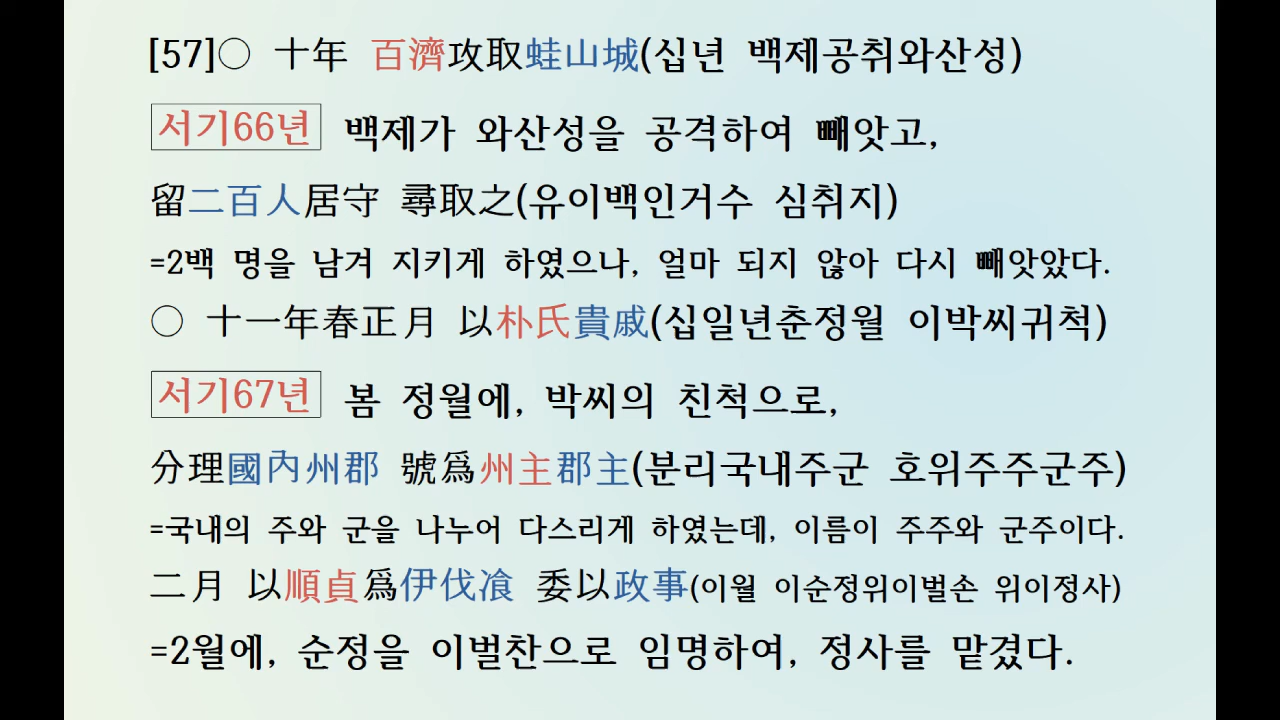 [57]○ 十年 百濟攻取蛙山城(십년 백제공취와산성)
서기66년 백제가 와산성을 공격하여 빼앗고,
留二百人居守 尋取之(유이백인거수 심취지)
=2백 명을 남겨 지키게 하였으나, 얼마 되지 않아 다시 빼앗았다.
○ 十一年春正月 以朴氏貴戚(십일년춘정월 이박씨귀척)
서기67년 봄 정월에, 박씨의 친척으로,
分理國內州郡 號爲州主郡主(분리국내주군 호위주주군주)
=국내의 주와 군을 나누어 다스리게 하였는데, 이름이 주주와 군주이다.
二月 以順貞爲伊伐飡 委以政事(이월 이순정위이벌손 위이정사)
=2월에, 순정을 이벌찬으로 임명하여, 정사를 맡겼다.